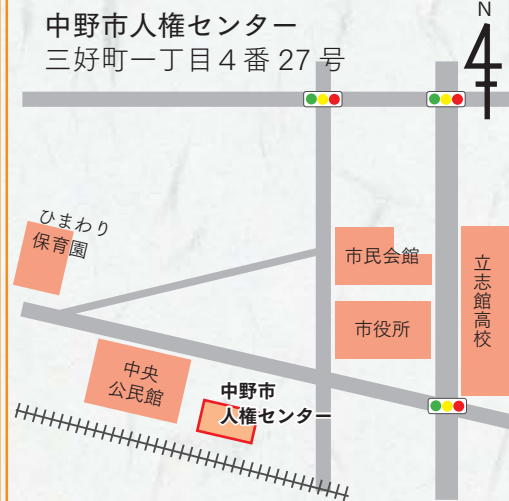 中野市人権センター
三好町一丁目４番 27 号
N
ひまわり
保育園
市民会館
立志館高校
市役所
中央
公民館
中野市
人権センター